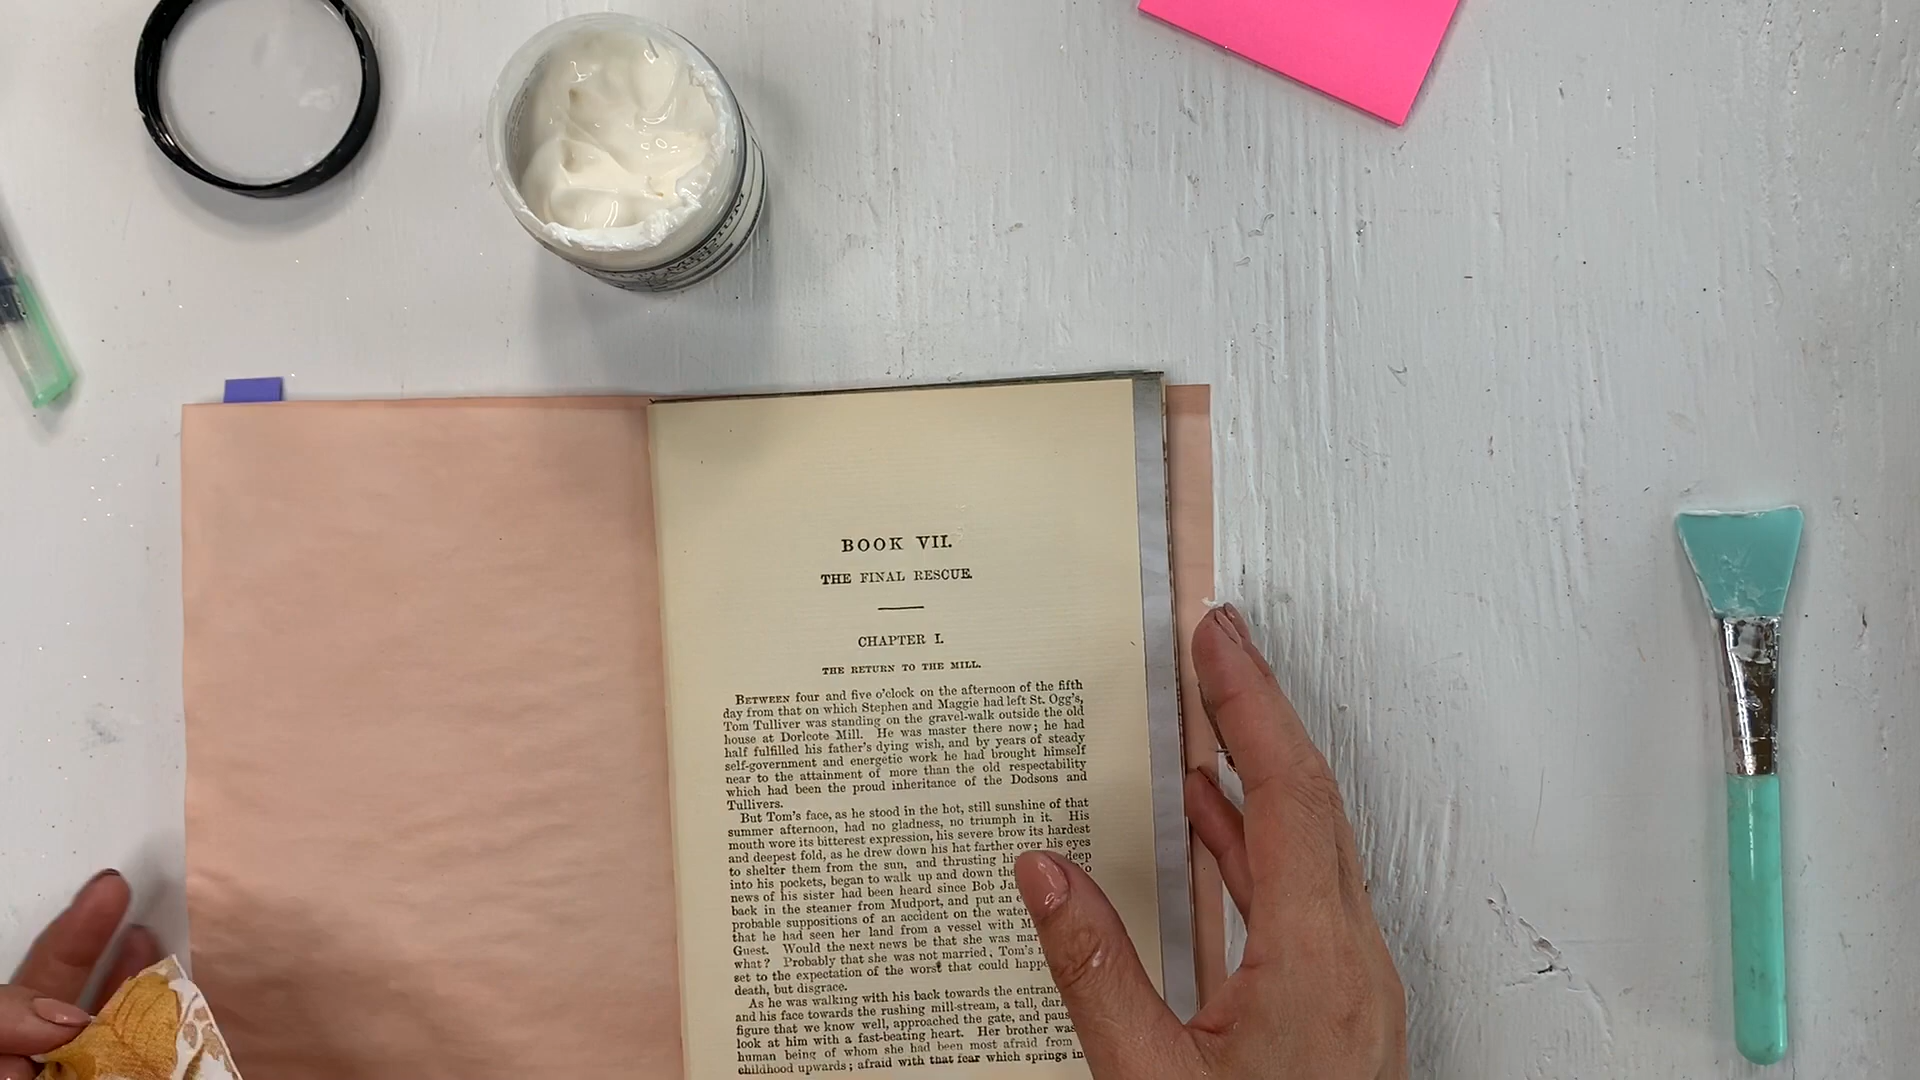 BOOK VII.
THE FINAL RESCUE.
CHAPTER I.
THE RETURN TO THE MILL.
BETWEEN four and five o'clock on the afternoon of the fifth
day from that on which Stephen and Maggie had left St. Ogg's,
Tom Tulliver was standing on the gravel-walk outside the old
house at Dorlcote Mill. He was master there now; he had
half fulfilled his father's dying wish, and by years of steady
self-government and energetic work he had brought himself
near to the attainment of more than the old respectability
which had been the proud inheritance of the Dodsons and
Tullivers.
But Tom's face, as he stood in the hot, still sunshine of that
summer afternoon, had no gladness, no triumph in it. His
mouth wore its bitterest expression, his severe brow its hardest
and deepest fold, as he drew down his hat farther over his eyes
to shelter them from the sun, and thrusting his deep
into his pockets, began to walk up and down the
news of his sister had been heard since Bob
back in the steamer from Mudport, and put an
probable suppositions of an accident on the water
that he had seen her land from a vessel with
Guest. Would the next news be that she was
what? Probably that she was not married, Tom's
set to the expectation of the worst that could
death, but disgrace.
As he was walking with his back towards the
and his face towards the rushing mill-stream, a tall,
figure that we know well, approached the gate, and
look at him with a fast-beating heart. Her brother was
human being of whom she had been most afraid from
childhood upwards; afraid with that fear which springs in